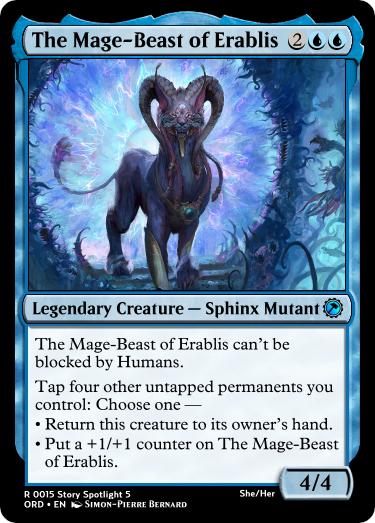 The Mage-Beast of Erablis 2
Legendary Creature — Sphinx Mutant
The Mage-Beast of Erablis can't be
blocked by Humans.
Tap four other untapped permanents you
control: Choose one —
• Return this creature to its owner's hand.
• Put a +1/+1 counter on The Mage-Beast
of Erablis.
4/4
R 0015 Story Spotlight 5 She/Her
ORD • EN Simon-Pierre Bernard